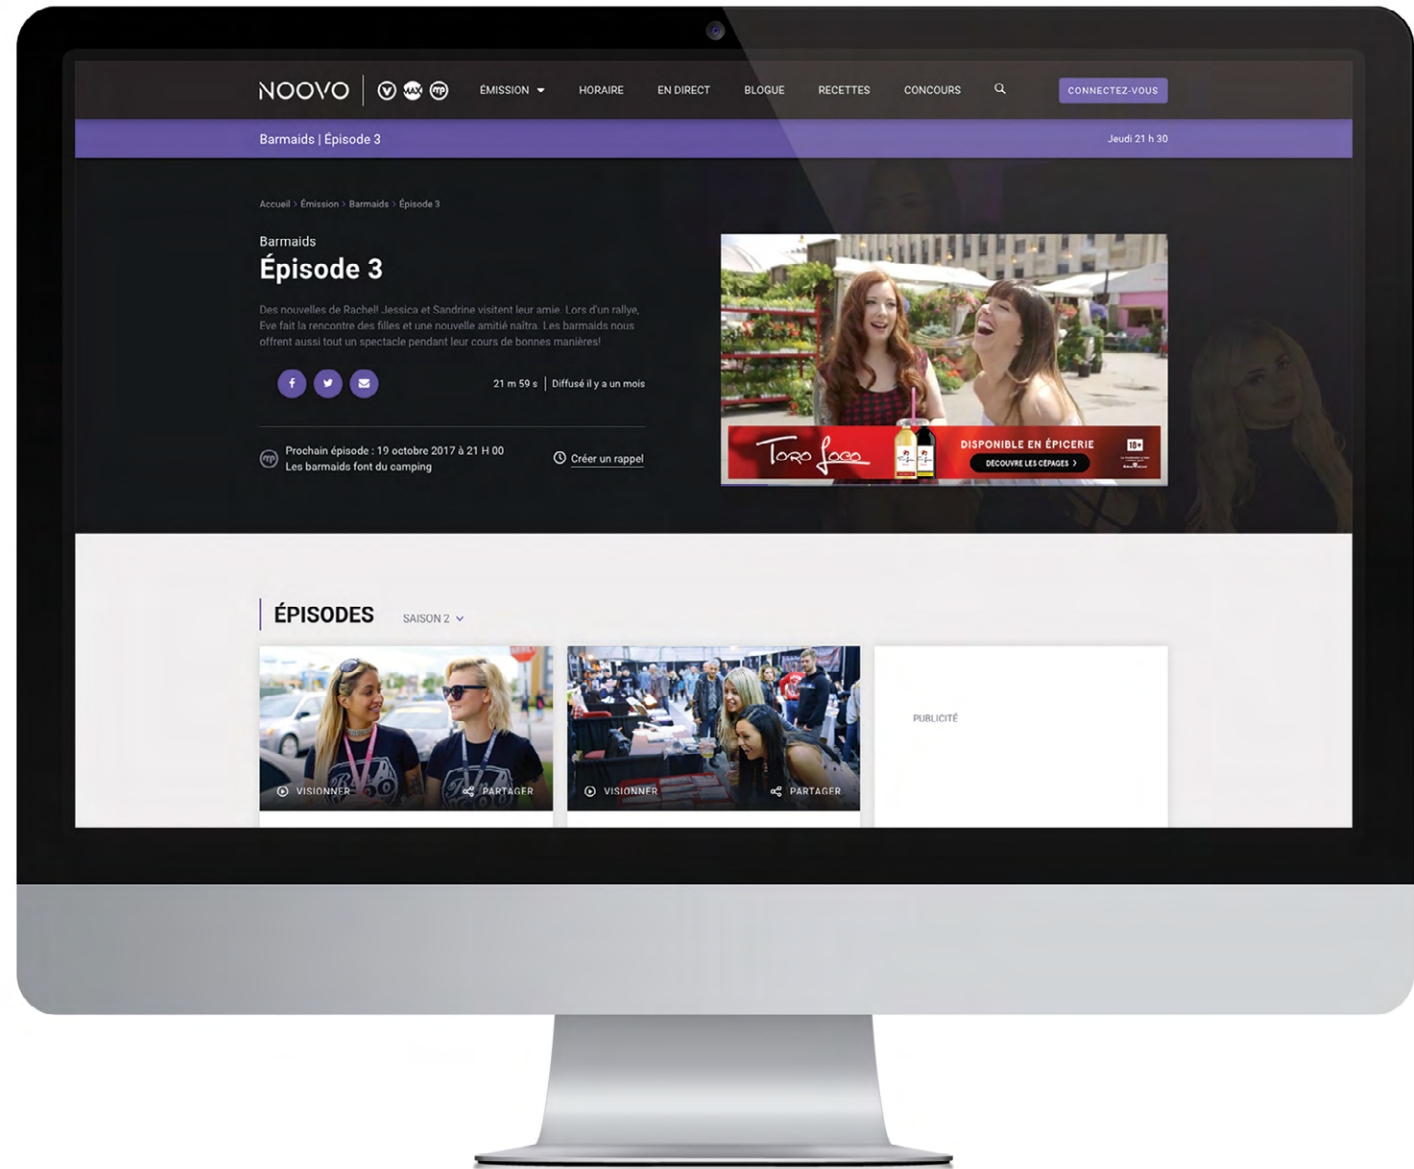 NOOVO
V
MAX
mp
ÉMISSION
HORAIRE
EN DIRECT
BLOGUE
RECETTES
CONCOURS
CONNECTEZ-VOUS
Barmaids | Épisode 3
Jeudi 21 h 30
Accueil > Émission > Barmaids > Épisode 3
Barmaids
Épisode 3
Des nouvelles de Rachel! Jessica et Sandrine visitent leur amie. Lors d'un rallye,
Eve fait la rencontre des filles et une nouvelle amitié naîtra. Les barmaids nous
offrent aussi tout un spectacle pendant leur cours de bonnes manières!
21 m 59 s | Diffusé il y a un mois
mp
Prochain épisode : 19 octobre 2017 à 21 H 00
Les barmaids font du camping
Créer un rappel
TORO Loco
DISPONIBLE EN ÉPICERIE
DÉCOUVRE LES CÉPAGES >
18+
ÉPISODES
SAISON 2
VISIONNER
PARTAGER
VISIONNER
PARTAGER
PUBLICITÉ